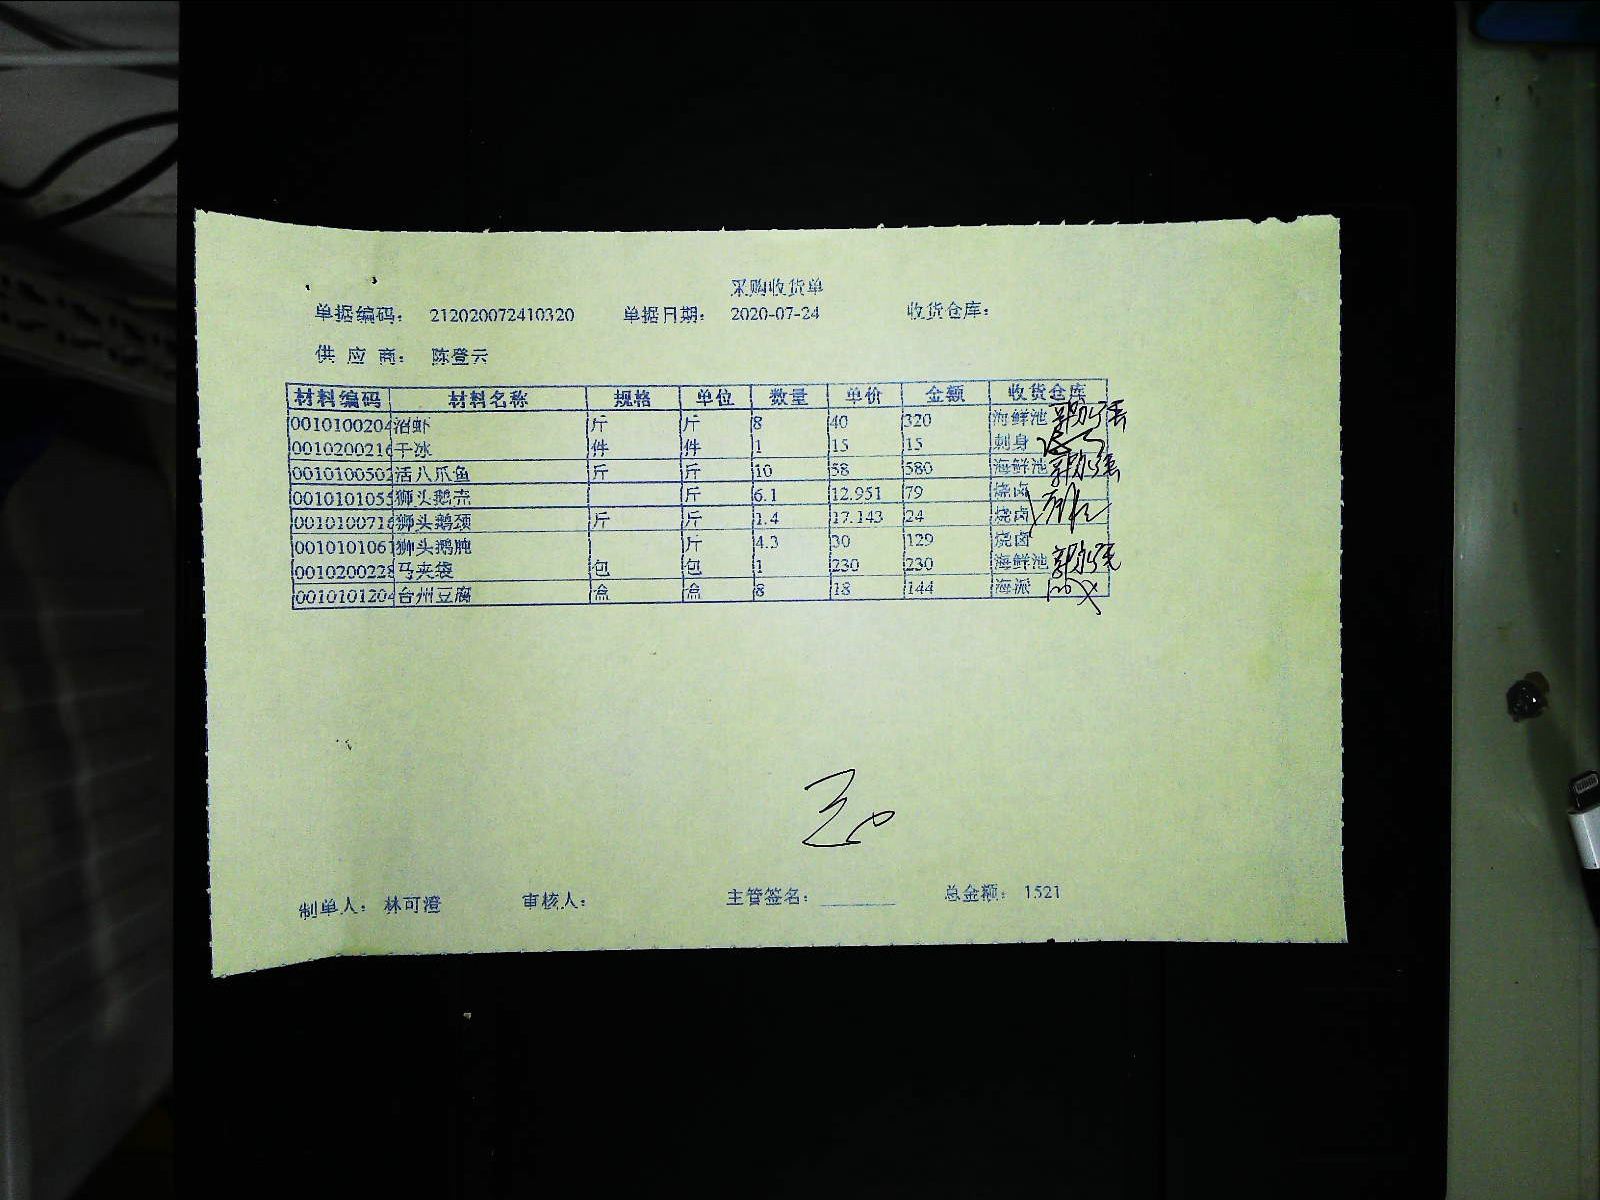 采购收货单
单据编码： 212020072410320 单据日期： 2020-07-24 收货仓库：
供 应 商： 陈登云
材料编码 材料名称 规格 单位 数量 单价 金额 收货仓库
0010100204 沼虾 斤 斤 8 40 320 海鲜池
0010200216 干冰 件 件 1 15 15 刺身
0010100502 活八爪鱼 斤 斤 10 58 580 海鲜池
0010101055 狮头鹅壳 斤 6.1 12.951 79 烧卤
0010100716 狮头鹅颈 斤 斤 1.4 17.143 24 烧卤
0010101061 狮头鹅肫 斤 4.3 30 129 烧卤
0010200228 马夹袋 包 包 1 230 230 海鲜池
0010101204 台州豆腐 盒 盒 8 18 144 海派
制单人： 林可澄 审核人： 主管签名： 总金额： 1521